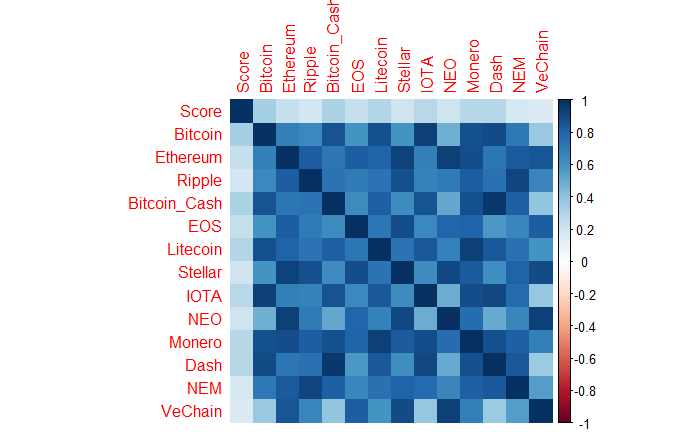 Score
Bitcoin
Ethereum
Ripple
Bitcoin_Cash
EOS
Litecoin
Stellar
IOTA
NEO
Monero
Dash
NEM
VeChain
Score
Bitcoin
Ethereum
Ripple
Bitcoin_Cash
EOS
Litecoin
Stellar
IOTA
NEO
Monero
Dash
NEM
VeChain
1
0.8
0.6
0.4
0.2
0
-0.2
-0.4
-0.6
-0.8
-1